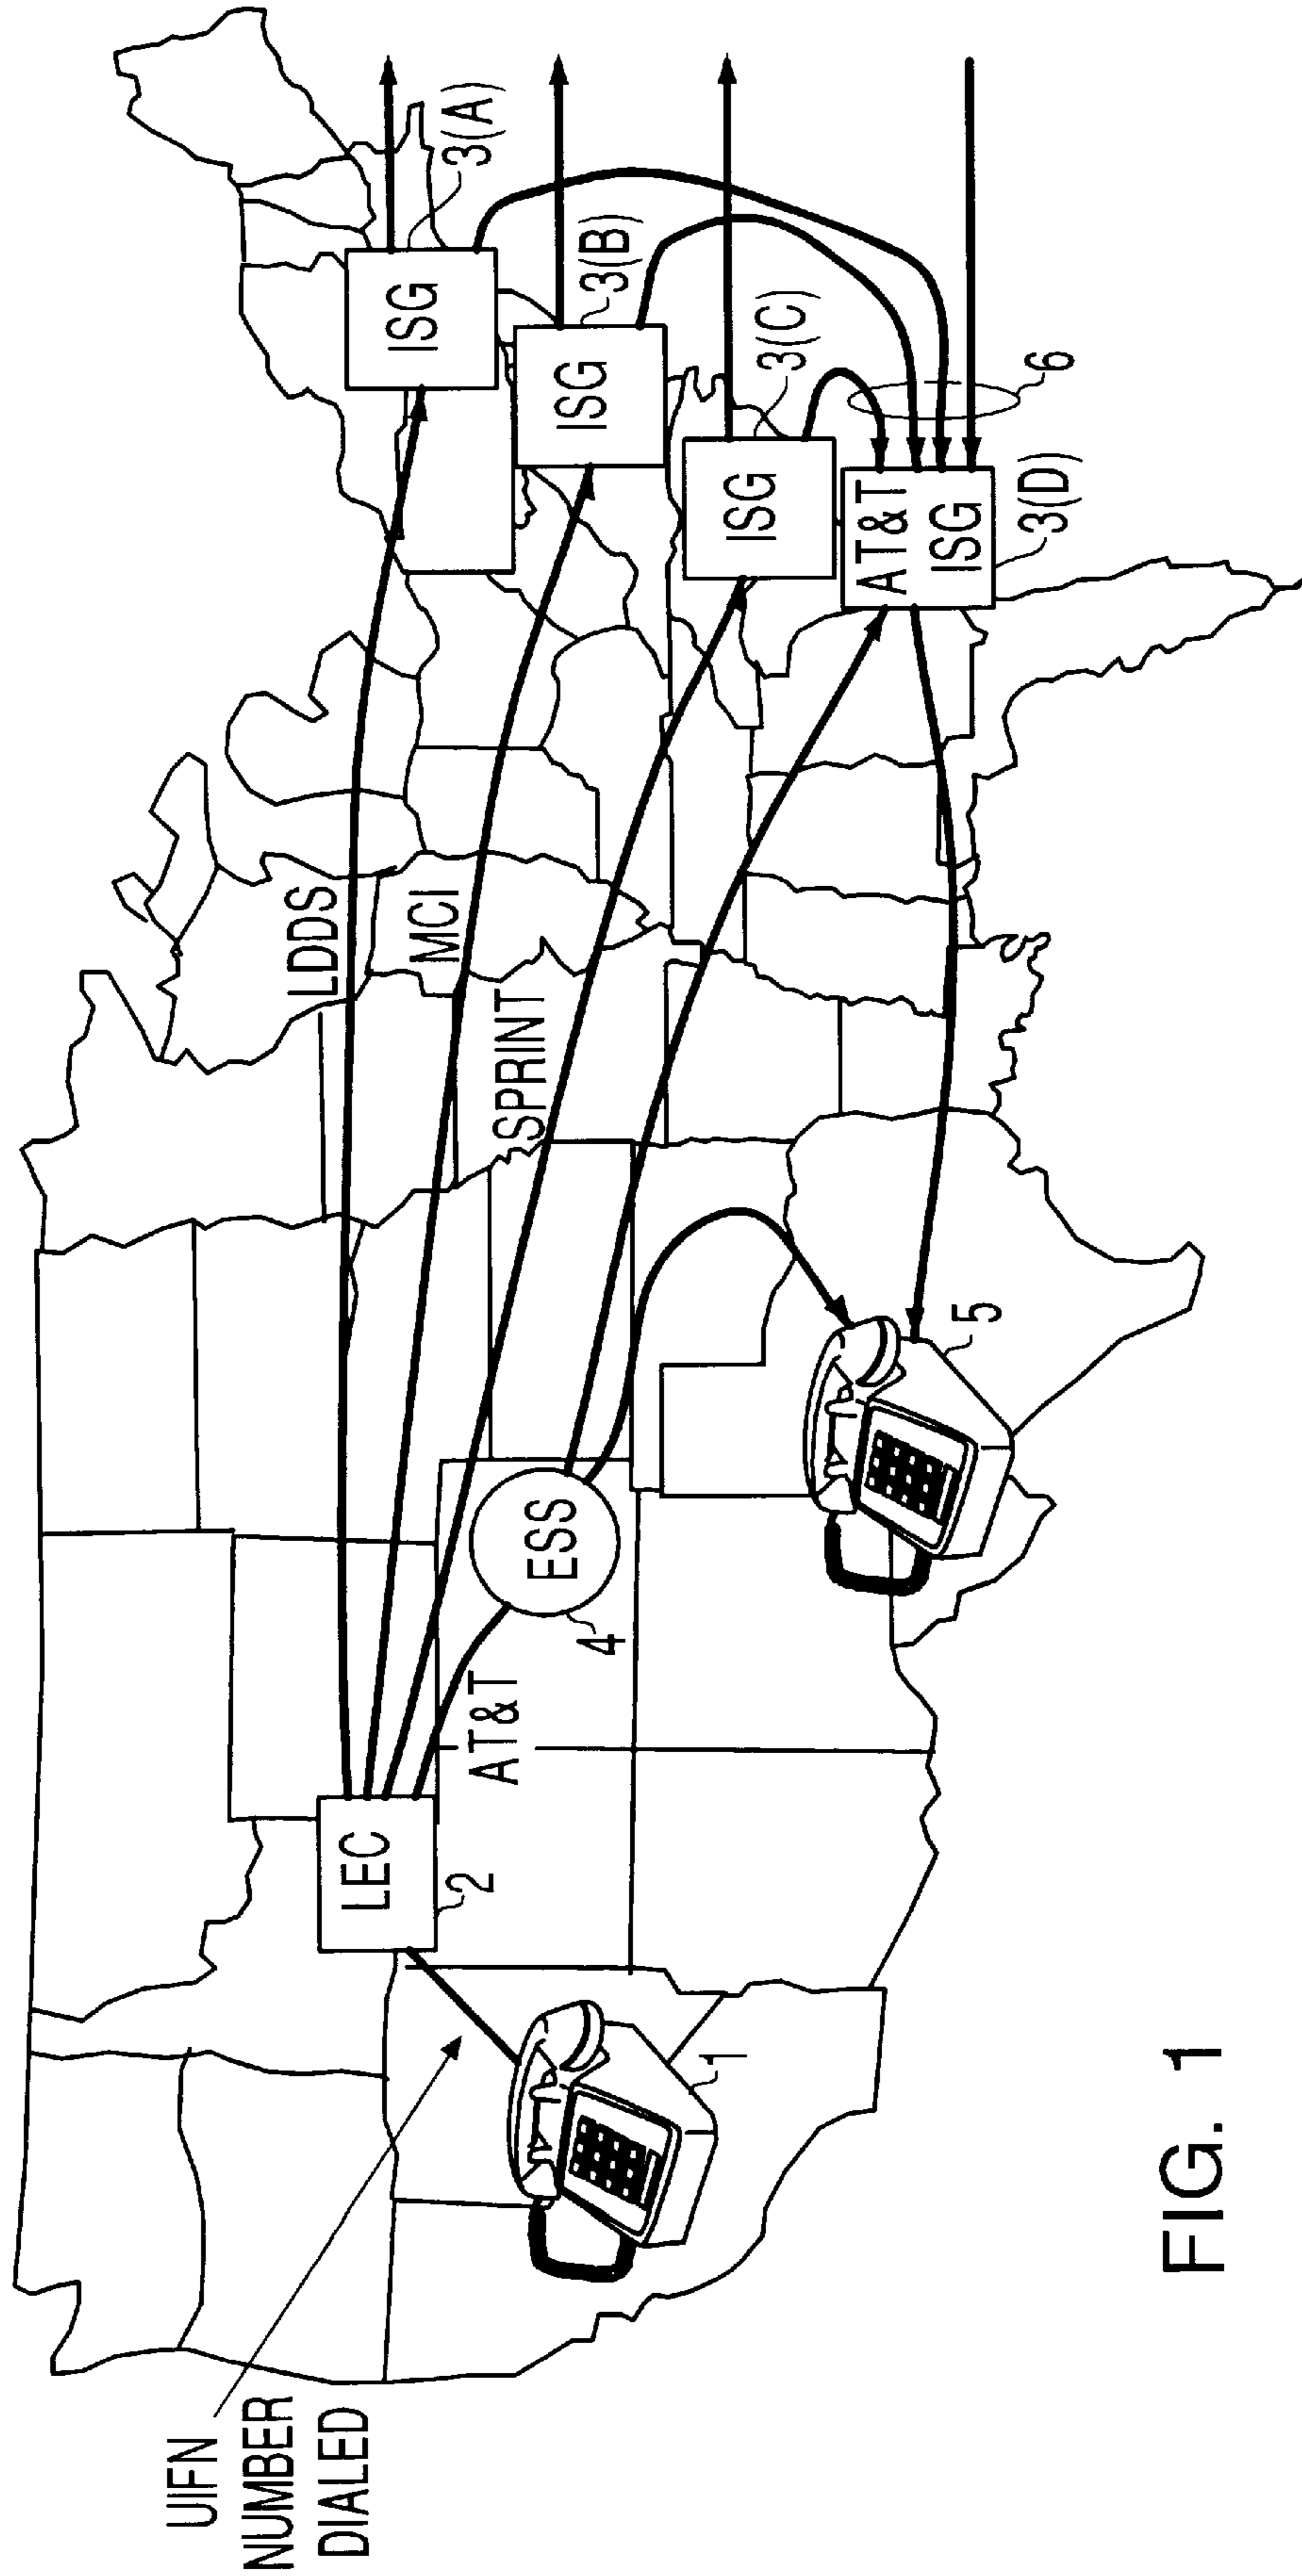 UIFN
NUMBER
DIALED
1
LEC
2
AT&T
ESS
4
5
LDDS
MCI
SPRINT
ISG
3(A)
ISG
3(B)
ISG
3(C)
AT&T
ISG
3(D)
6
FIG. 1